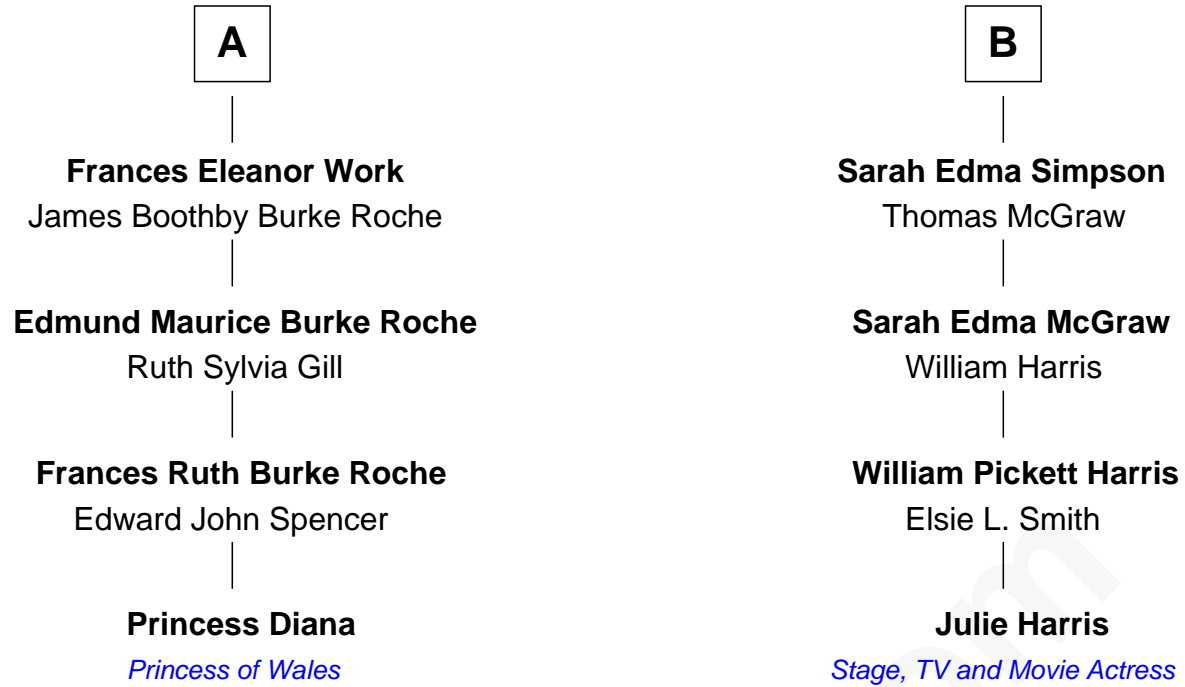 A
Frances Eleanor Work
James Boothby Burke Roche
Edmund Maurice Burke Roche
Ruth Sylvia Gill
Frances Ruth Burke Roche
Edward John Spencer
Princess Diana
Princess of Wales
B
Sarah Edma Simpson
Thomas McGraw
Sarah Edma McGraw
William Harris
William Pickett Harris
Elsie L. Smith
Julie Harris
Stage, TV and Movie Actress